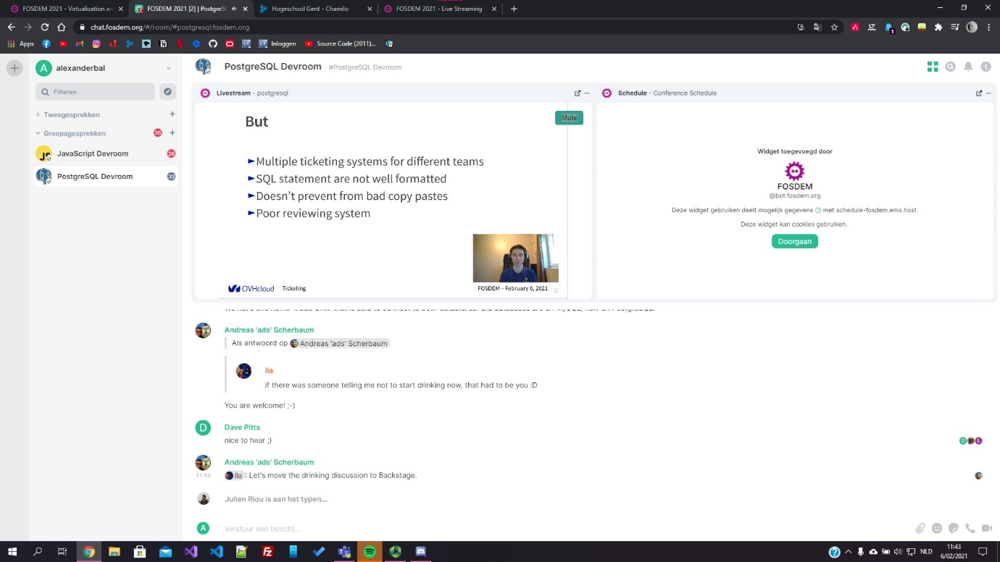 FOSDEM 2021 - Virtualization an
FOSDEM 2021 [2] | PostgreS
Hogeschool Gent - Chamilo
FOSDEM 2021 - Live Streaming
chat.fosdem.org/#/room/#postgresql:fosdem.org
Apps
Inloggen
Source Code (2011)...
A alexanderbal
PostgreSQL Devroom #PostgreSQL Devroom
Filteren
Livestream - postgresql
Schedule - Conference Schedule
Tweegesprekken
Groepsgesprekken 26
JavaScript Devroom 26
PostgreSQL Devroom 33
But
Mute
►Multiple ticketing systems for different teams
►SQL statement are not well formatted
►Doesn't prevent from bad copy pastes
►Poor reviewing system
OVHcloud Ticketing FOSDEM – February 6, 2021 22
Widget toegevoegd door
FOSDEM
@bot:fosdem.org
Deze widget gebruiken deelt mogelijk gegevens met schedule-fosdem.ems.host.
Deze widget kan cookies gebruiken.
Doorgaan
Andreas 'ads' Scherbaum
Als antwoord op Andreas 'ads' Scherbaum
ila
if there was someone telling me not to start drinking now, that had to be you :D
You are welcome! ;-)
D Dave Pitts
nice to hear ;)
Andreas 'ads' Scherbaum
11:42 ila : Let's move the drinking discussion to Backstage.
Julien Riou is aan het typen...
A Verstuur een bericht...
NLD
11:43
6/02/2021